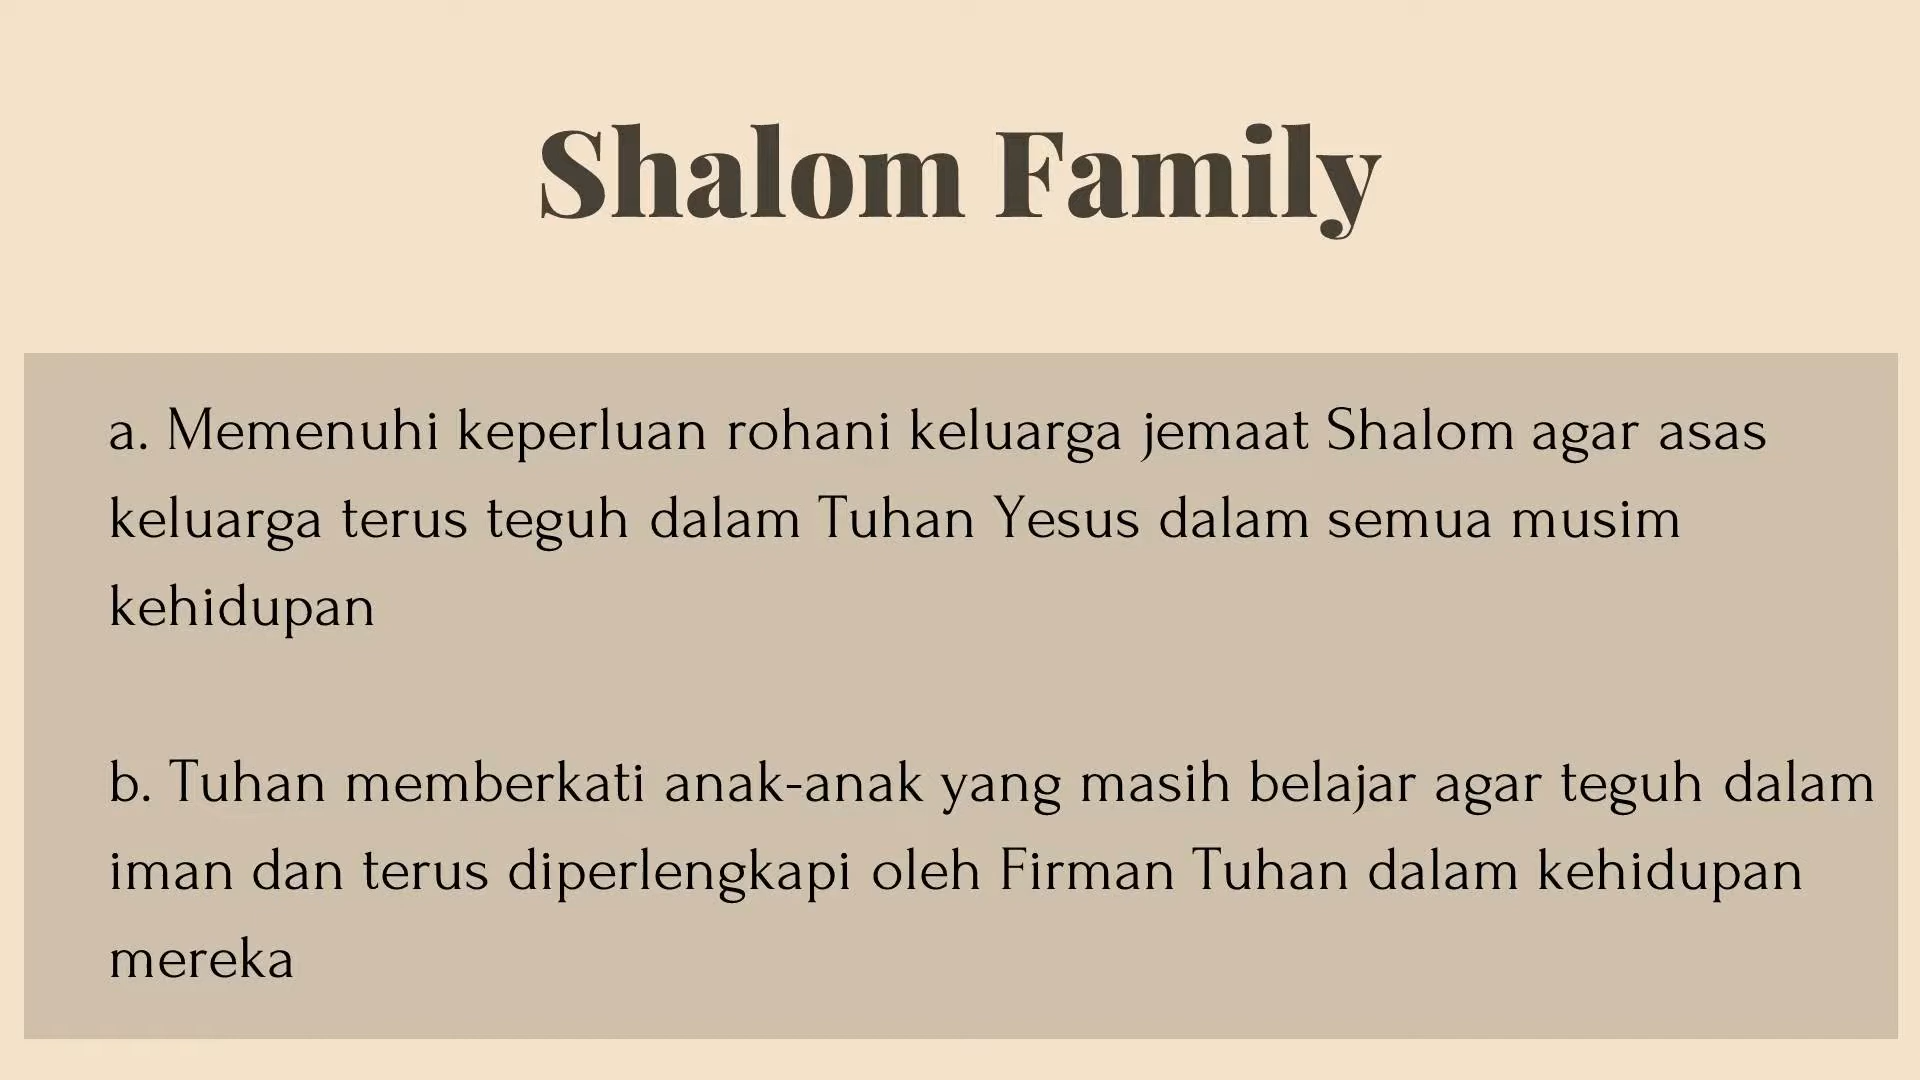 Shalom Family
a. Memenuhi keperluan rohani keluarga jemaat Shalom agar asas
keluarga terus teguh dalam Tuhan Yesus dalam semua musim
kehidupan
b. Tuhan memberkati anak-anak yang masih belajar agar teguh dalam
iman dan terus diperlengkapi oleh Firman Tuhan dalam kehidupan
mereka